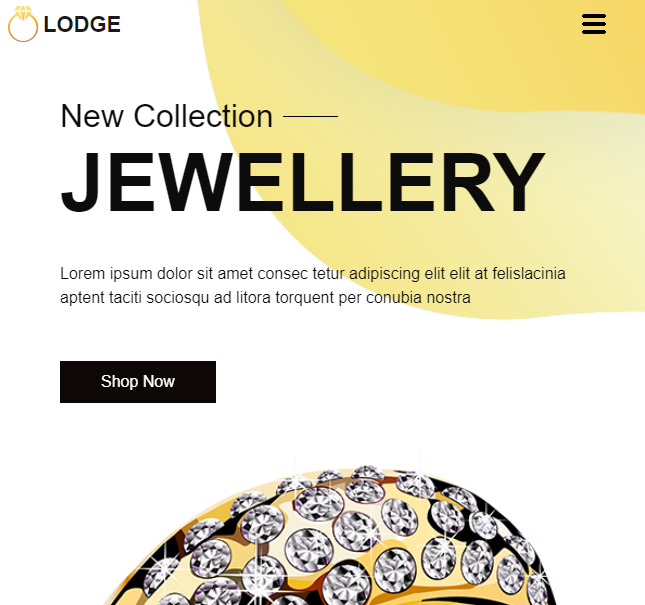 LODGE
New Collection
JEWELLERY
Lorem ipsum dolor sit amet consec tetur adipiscing elit elit at felislacinia
aptent taciti sociosqu ad litora torquent per conubia nostra
Shop Now